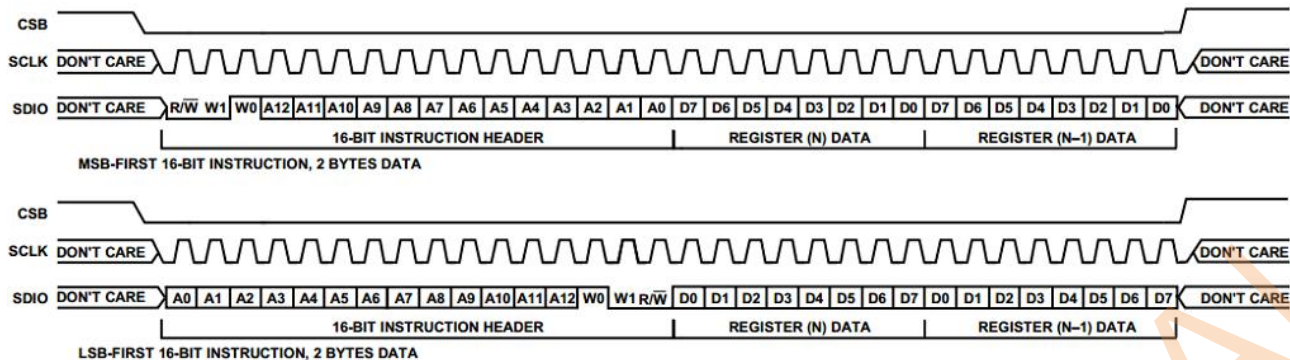 CSB
SCLK DON'T CARE DON'T CARE
SDIO DON'T CARE R/W̅ W1 W0 A12 A11 A10 A9 A8 A7 A6 A5 A4 A3 A2 A1 A0 D7 D6 D5 D4 D3 D2 D1 D0 D7 D6 D5 D4 D3 D2 D1 D0 DON'T CARE
16-BIT INSTRUCTION HEADER REGISTER (N) DATA REGISTER (N–1) DATA
MSB-FIRST 16-BIT INSTRUCTION, 2 BYTES DATA
CSB
SCLK DON'T CARE DON'T CARE
SDIO DON'T CARE A0 A1 A2 A3 A4 A5 A6 A7 A8 A9 A10 A11 A12 W0 W1 R/W̅ D0 D1 D2 D3 D4 D5 D6 D7 D0 D1 D2 D3 D4 D5 D6 D7 DON'T CARE
16-BIT INSTRUCTION HEADER REGISTER (N) DATA REGISTER (N–1) DATA
LSB-FIRST 16-BIT INSTRUCTION, 2 BYTES DATA